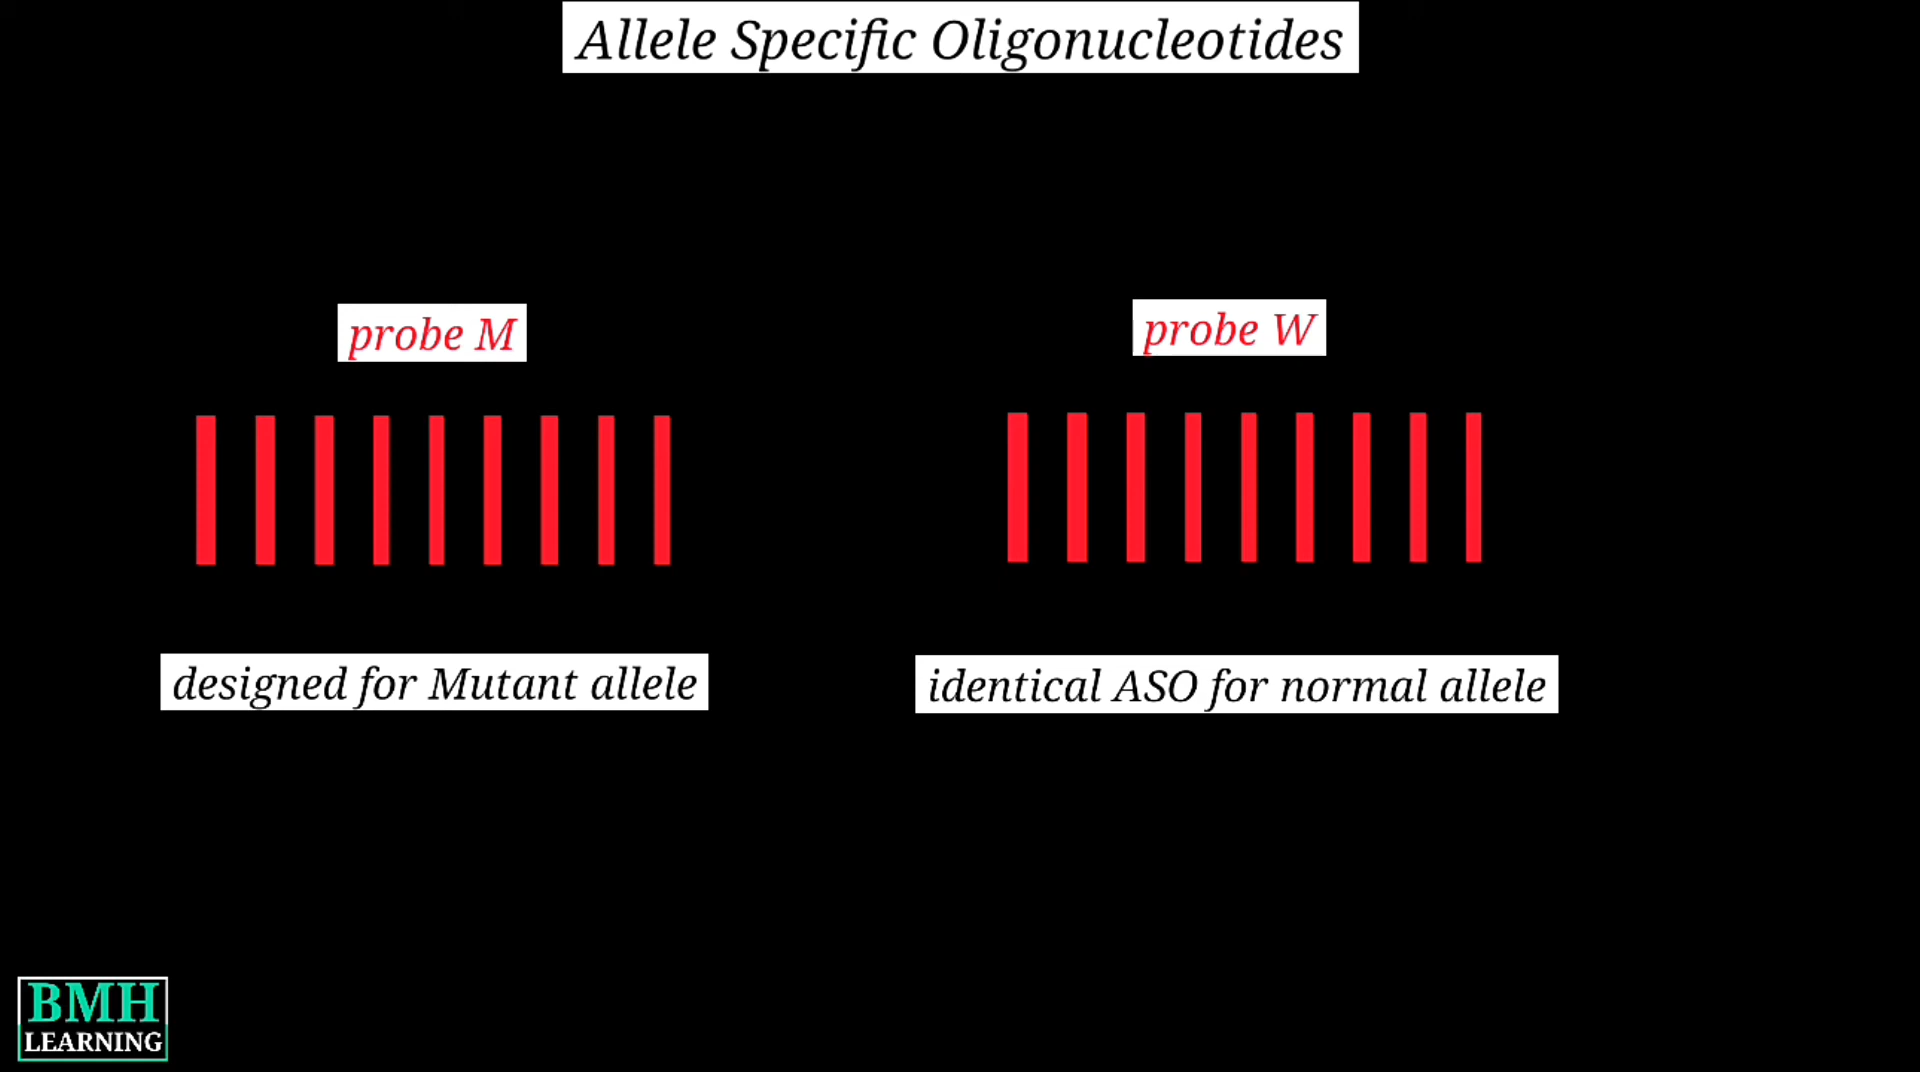 Allele Specific Oligonucleotides
probe M
probe W
designed for Mutant allele
identical ASO for normal allele
BMH
LEARNING